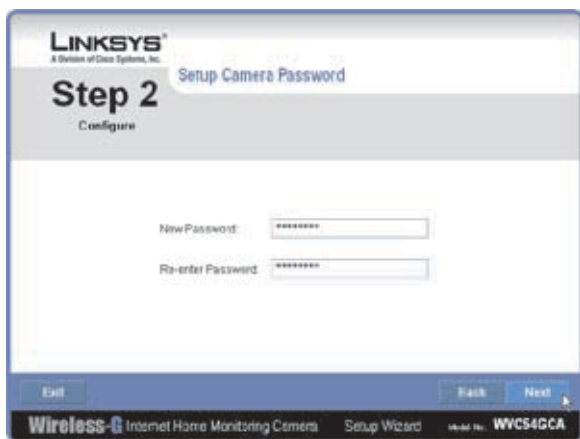 LINKSYS®
A Division of Cisco Systems, Inc.
Setup Camera Password
Step 2
Configure
New Password:
********
Re-enter Password:
********
Exit
Back
Next
Wireless-G Internet Home Monitoring Camera
Setup Wizard
Model No.
WVC54GCA